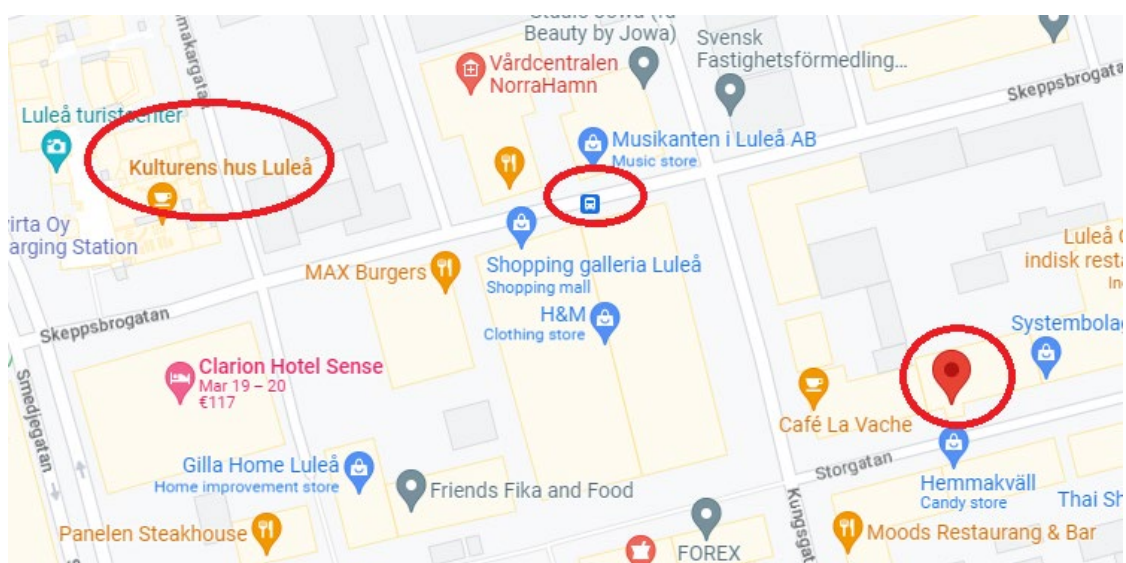 Beauty by Jowa)
Svensk
Fastighetsförmedling...
Vårdcentralen
NorraHamn
Skeppsbrogata
Luleå turistcenter
Musikanten i Luleå AB
Music store
Kulturens hus Luleå
irta Oy
arging Station
Luleå
indisk resta
MAX Burgers
Shopping galleria Luleå
Shopping mall
H&M
Clothing store
Skeppsbrogatan
Systembolag
Clarion Hotel Sense
Mar 19 – 20
€117
Smedjegatan
Café La Vache
Storgatan
Gilla Home Luleå
Home improvement store
Friends Fika and Food
Hemmakväll
Candy store
Thai Sh
Kungsgat
Panelen Steakhouse
FOREX
Moods Restaurang & Bar